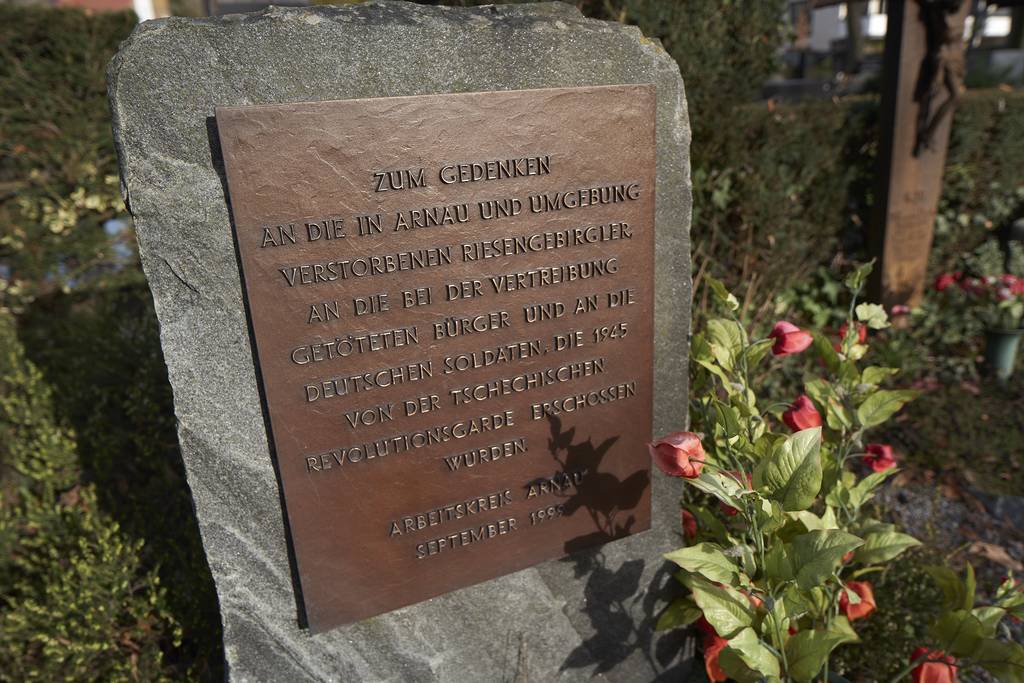 ZUM GEDENKEN
AN DIE IN ARNAU UND UMGEBUNG
VERSTORBENEN RIESENGEBIRGLER,
AN DIE BEI DER VERTREIBUNG
GETÖTETEN BÜRGER UND AN DIE
DEUTSCHEN SOLDATEN, DIE 1945
VON DER TSCHECHISCHEN
REVOLUTIONSGARDE ERSCHOSSEN
WURDEN.
ARBEITSKREIS ARNAU
SEPTEMBER